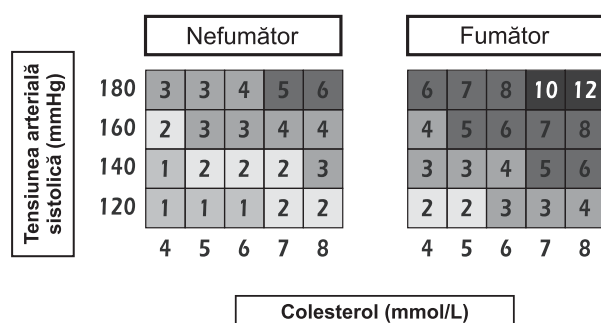 Nefumător Fumător
Tensiunea arterială
sistolică (mmHg)
180 3 3 4 5 6 6 7 8 10 12
160 2 3 3 4 4 4 5 6 7 8
140 1 2 2 2 3 3 3 4 5 6
120 1 1 1 2 2 2 2 3 3 4
4 5 6 7 8 4 5 6 7 8
Colesterol (mmol/L)